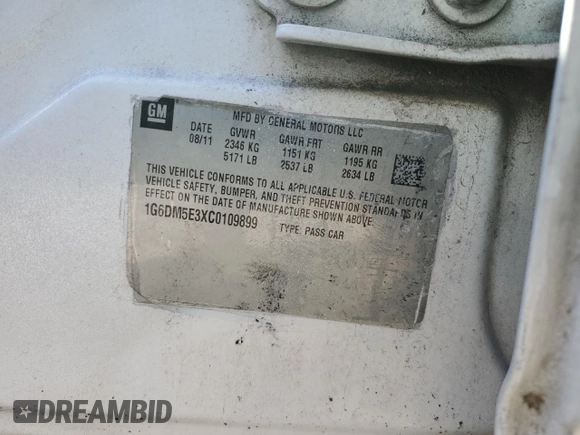 GM
MFD BY GENERAL MOTORS LLC
DATE GVWR GAWR FRT GAWR RR
08/11 2346 KG 1151 KG 1195 KG
5171 LB 2537 LB 2634 LB
THIS VEHICLE CONFORMS TO ALL APPLICABLE U.S. FEDERAL MOTOR
VEHICLE SAFETY, BUMPER, AND THEFT PREVENTION STANDARDS IN
EFFECT ON THE DATE OF MANUFACTURE SHOWN ABOVE.
1G6DM5E3XC0109899 TYPE: PASS CAR
DREAMBID